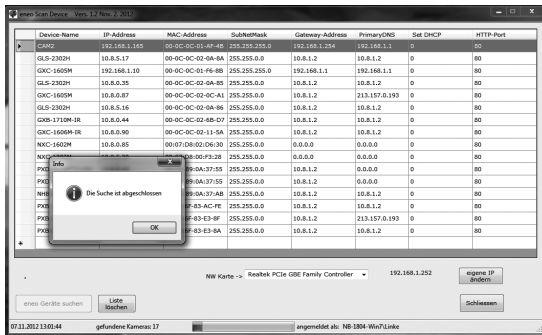 eneo Scan Device Vers. 1.2 Nov. 2, 2012
Device-Name IP-Address MAC-Address SubNetMask Gateway-Address PrimaryDNS Set DHCP HTTP-Port
CAM2 192.168.1.165 00-0C-0C-01-AF-4B 255.255.255.0 192.168.1.254 192.168.1.1 0 80
GLS-2302H 10.8.5.17 00-0C-0C-02-0A-8A 255.255.0.0 10.8.1.2 10.8.1.2 0 80
GXC-1605M 192.168.1.10 00-0C-0C-01-F6-8B 255.255.255.0 192.168.1.1 192.168.1.1 0 80
GLS-2302H 10.8.0.35 00-0C-0C-02-0A-85 255.255.0.0 10.8.1.2 10.8.1.2 0 80
GXC-1605M 10.8.0.87 00-0C-0C-02-0C-A1 255.255.0.0 10.8.1.2 213.157.0.193 0 80
GLS-2302H 10.8.5.16 00-0C-0C-02-0A-86 255.255.0.0 10.8.1.2 10.8.1.2 0 80
GXB-1710M-IR 10.8.0.44 00-0C-0C-02-6B-D7 255.255.0.0 10.8.1.2 10.8.1.2 0 80
GXC-1606M-IR 10.8.0.90 00-0C-0C-02-11-5A 255.255.0.0 10.8.1.2 10.8.1.2 0 80
NXC-1602M 10.8.0.85 00:07:D8:02:D6:30 255.255.0.0 0.0.0.0 0.0.0.0 0 80
255.255.0.0 0.0.0.0 0.0.0.0 0 80
255.255.0.0 10.8.1.2 0.0.0.0 0 80
255.255.0.0 10.8.1.2 0.0.0.0 0 80
255.255.0.0 10.8.1.2 10.8.1.2 0 80
255.255.0.0 10.8.1.2 10.8.1.2 0 80
255.255.0.0 10.8.1.2 213.157.0.193 0 80
255.255.0.0 10.8.1.2 10.8.1.2 0 80
Info
Die Suche ist abgeschlossen
OK
NW Karte -> Realtek PCIe GBE Family Controller 192.168.1.252 eigene IP
ändern
eneo Geräte suchen Liste
löschen Schliessen
07.11.2012 13:01:44 gefundene Kameras: 17 angemeldet als: NB-1804-Win7\Linke